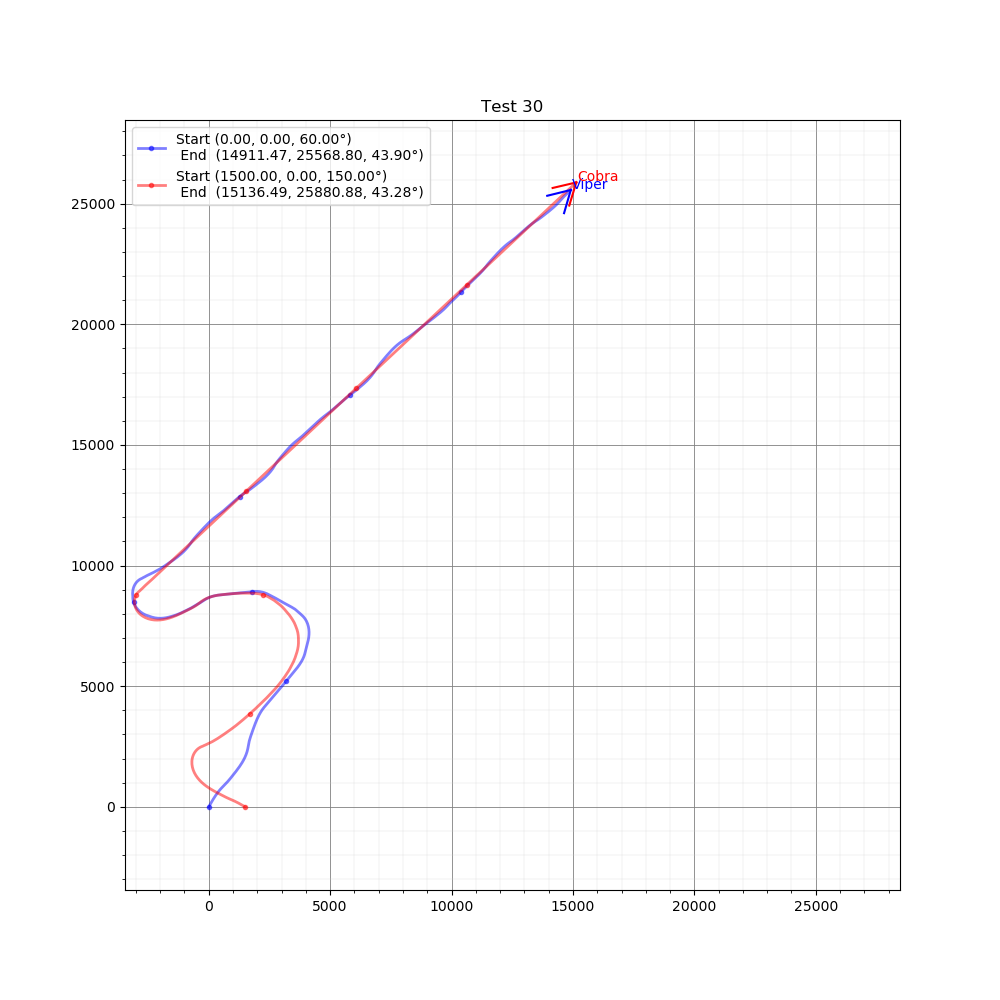 Test 30
Start (0.00, 0.00, 60.00°)
End (14911.47, 25568.80, 43.90°)
Start (1500.00, 0.00, 150.00°)
End (15136.49, 25880.88, 43.28°)
Cobra
Viper
25000
20000
15000
10000
5000
0
0 5000 10000 15000 20000 25000